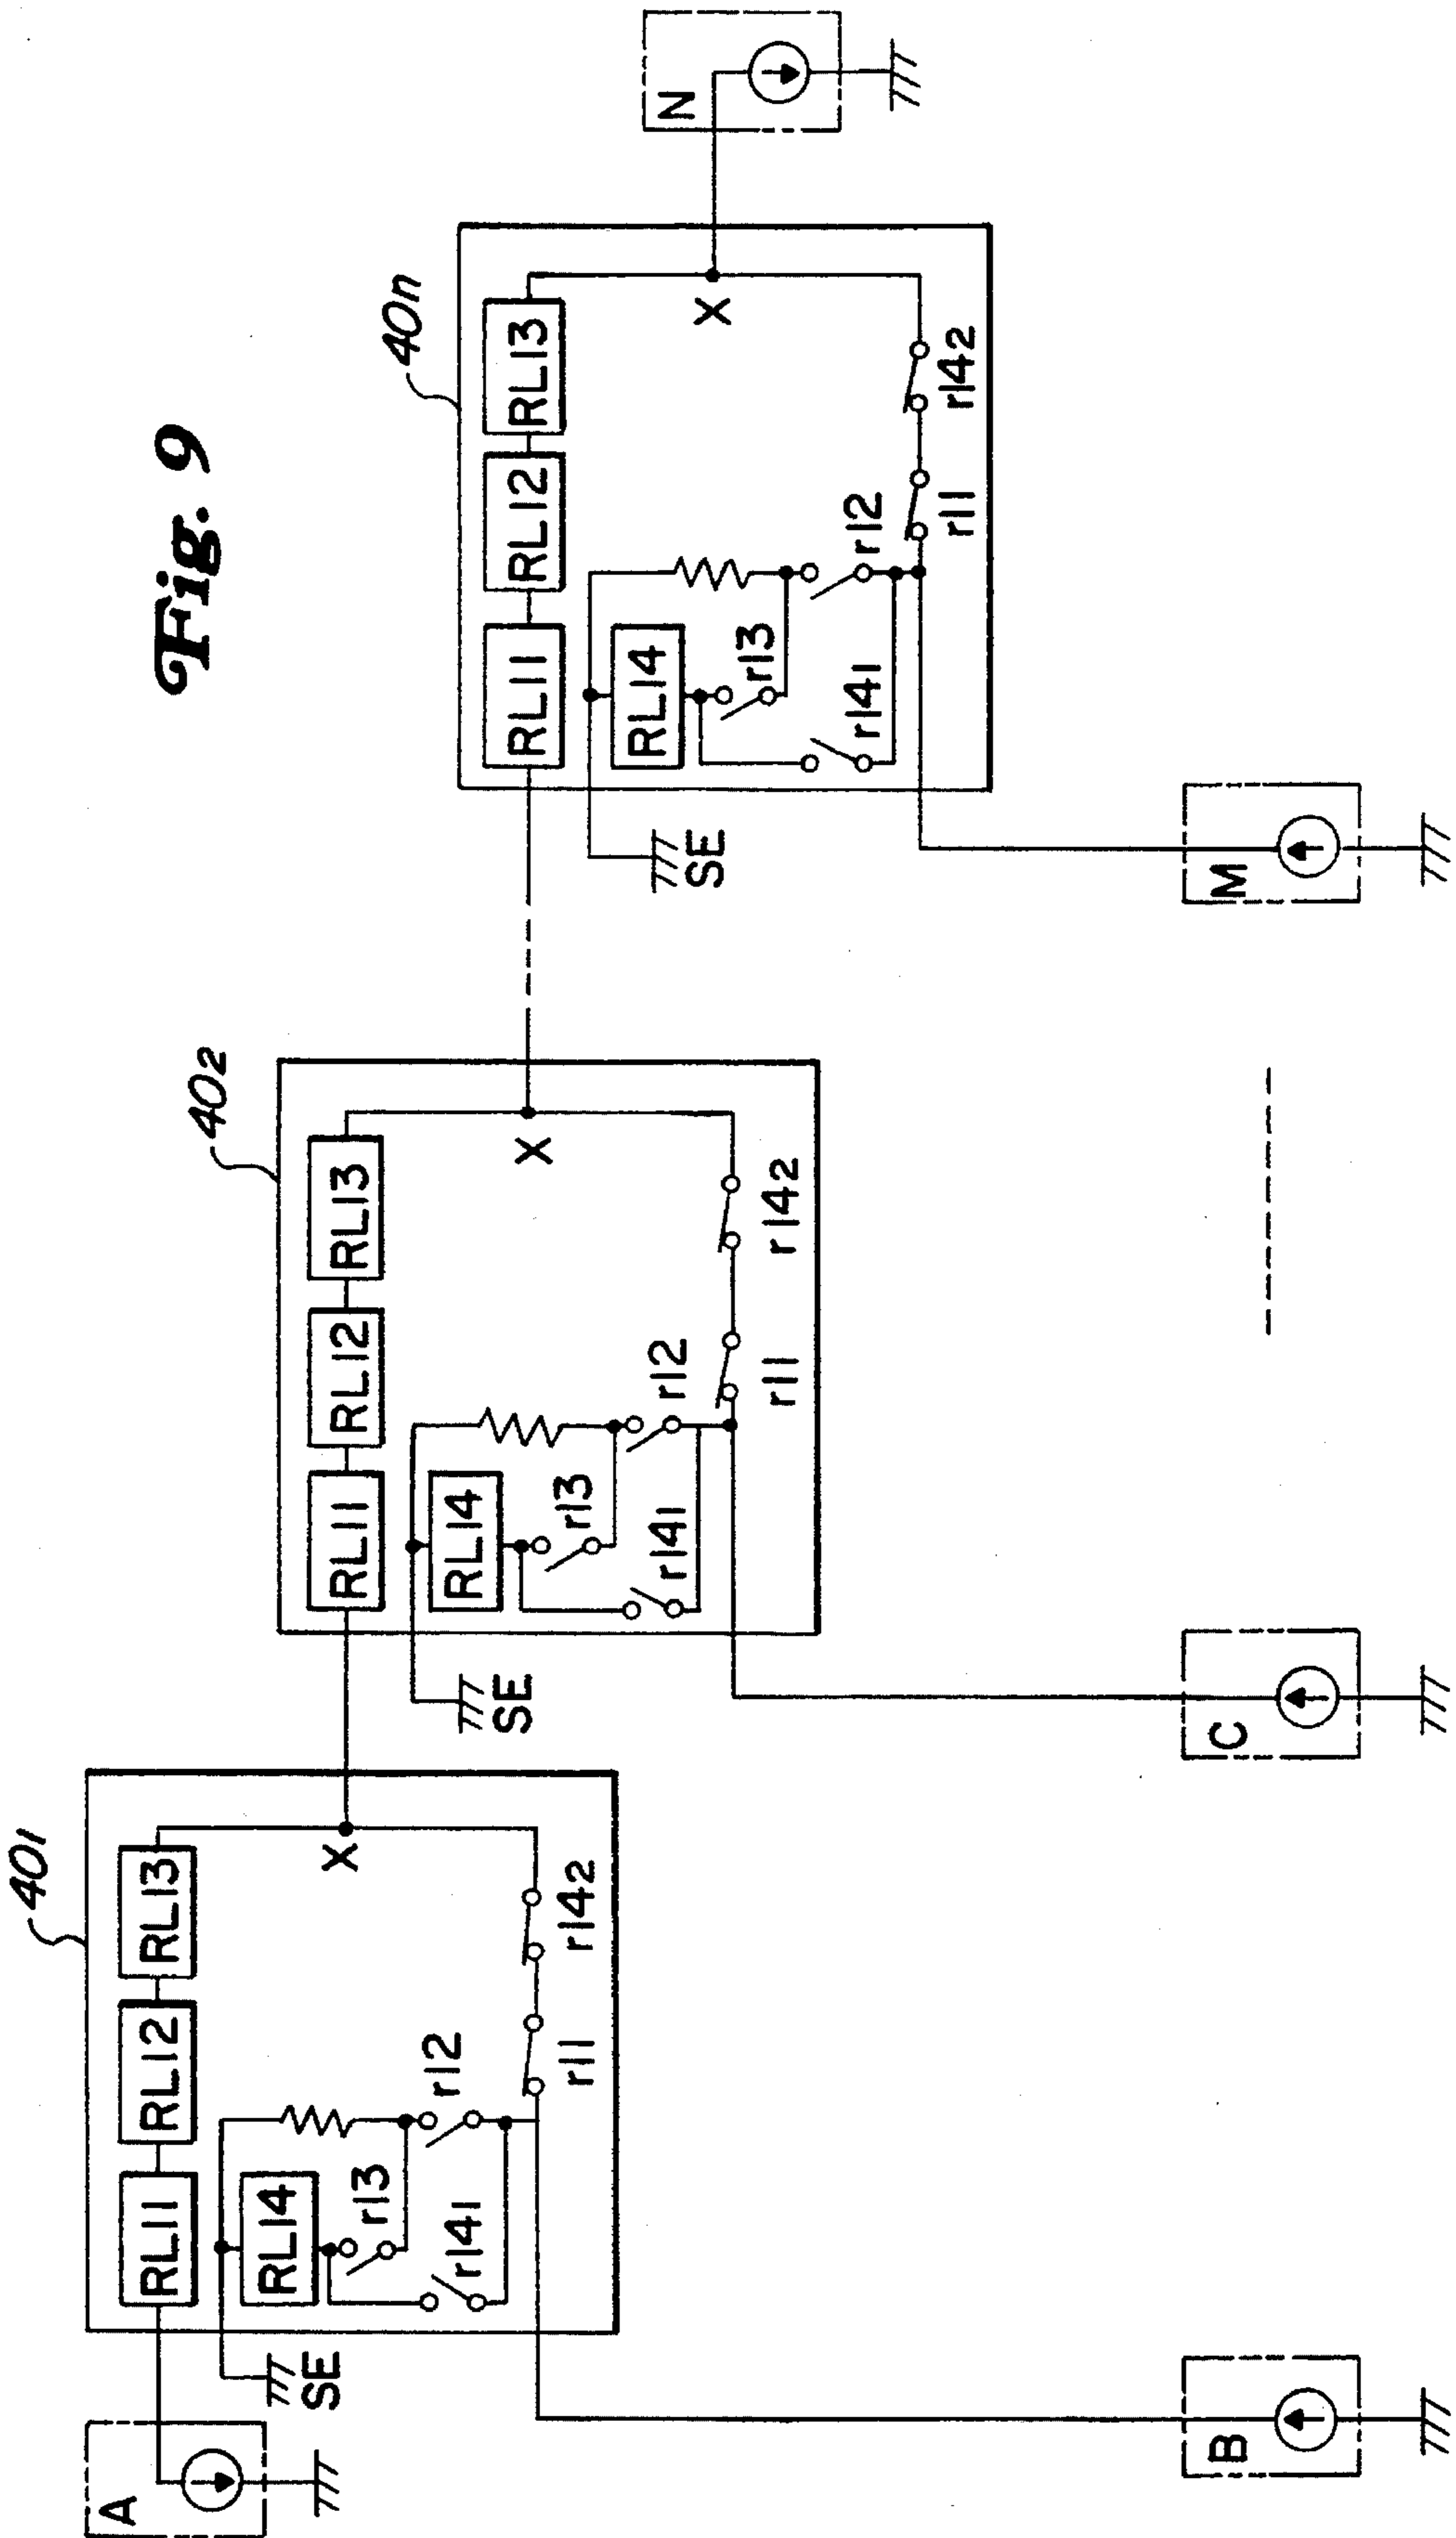 Fig. 9
40n
N
RL11 RL12 RL13
X
RL14
r13
r12
r141
r11
r142
SE
M
402
RL11 RL12 RL13
X
RL14
r13
r12
r141
r11
r142
SE
C
401
A
RL11 RL12 RL13
X
RL14
r13
r12
r141
r11
r142
SE
B